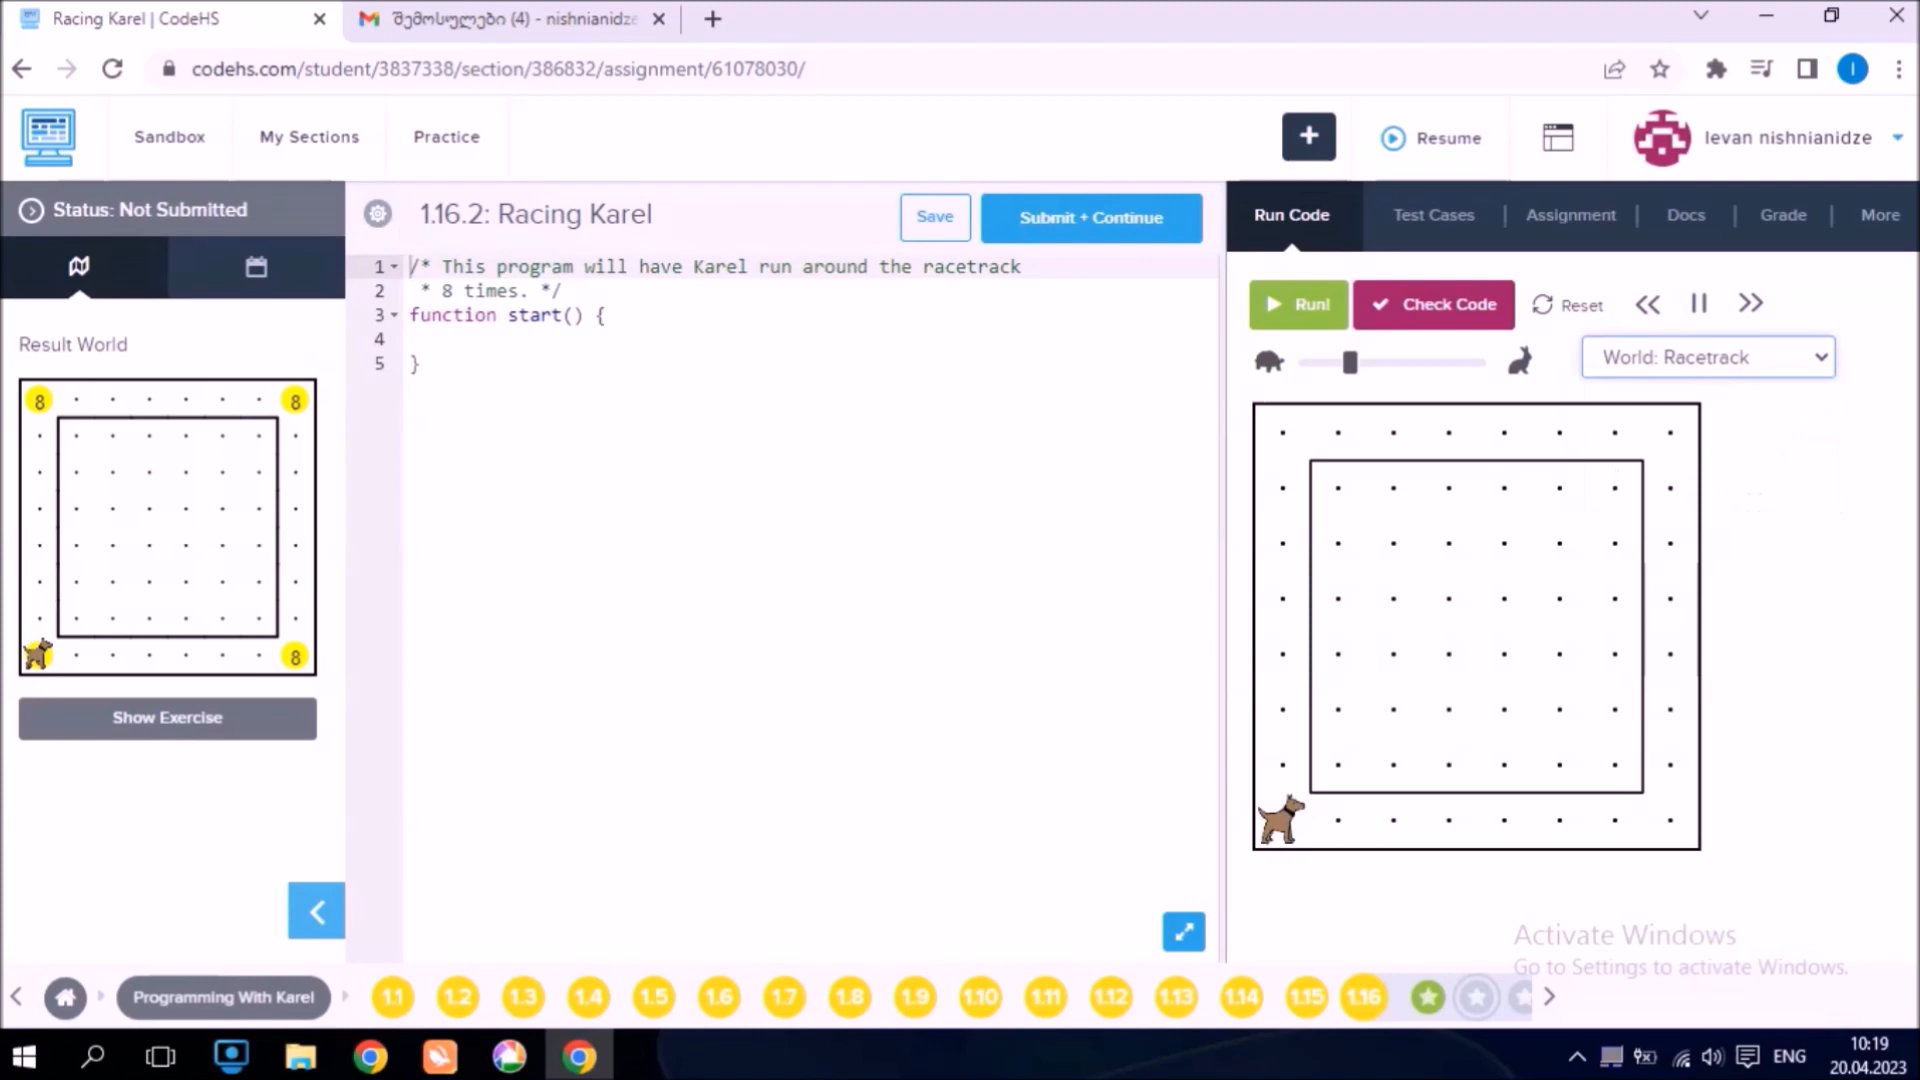 Racing Karel | CodeHS
შემოსულები (4) - nishnianidze
codehs.com/student/3837338/section/386832/assignment/61078030/
I
Sandbox
My Sections
Practice
+
Resume
levan nishnianidze
Status: Not Submitted
1.16.2: Racing Karel
Save
Submit + Continue
Run Code
Test Cases
Assignment
Docs
Grade
More
1 /* This program will have Karel run around the racetrack
2 * 8 times. */
3 function start() {
4
5 }
Run!
Check Code
Reset
World: Racetrack
Result World
8
8
8
Show Exercise
Activate Windows
Go to Settings to activate Windows.
Programming With Karel
1.1
1.2
1.3
1.4
1.5
1.6
1.7
1.8
1.9
1.10
1.11
1.12
1.13
1.14
1.15
1.16
ENG
10:19
20.04.2023